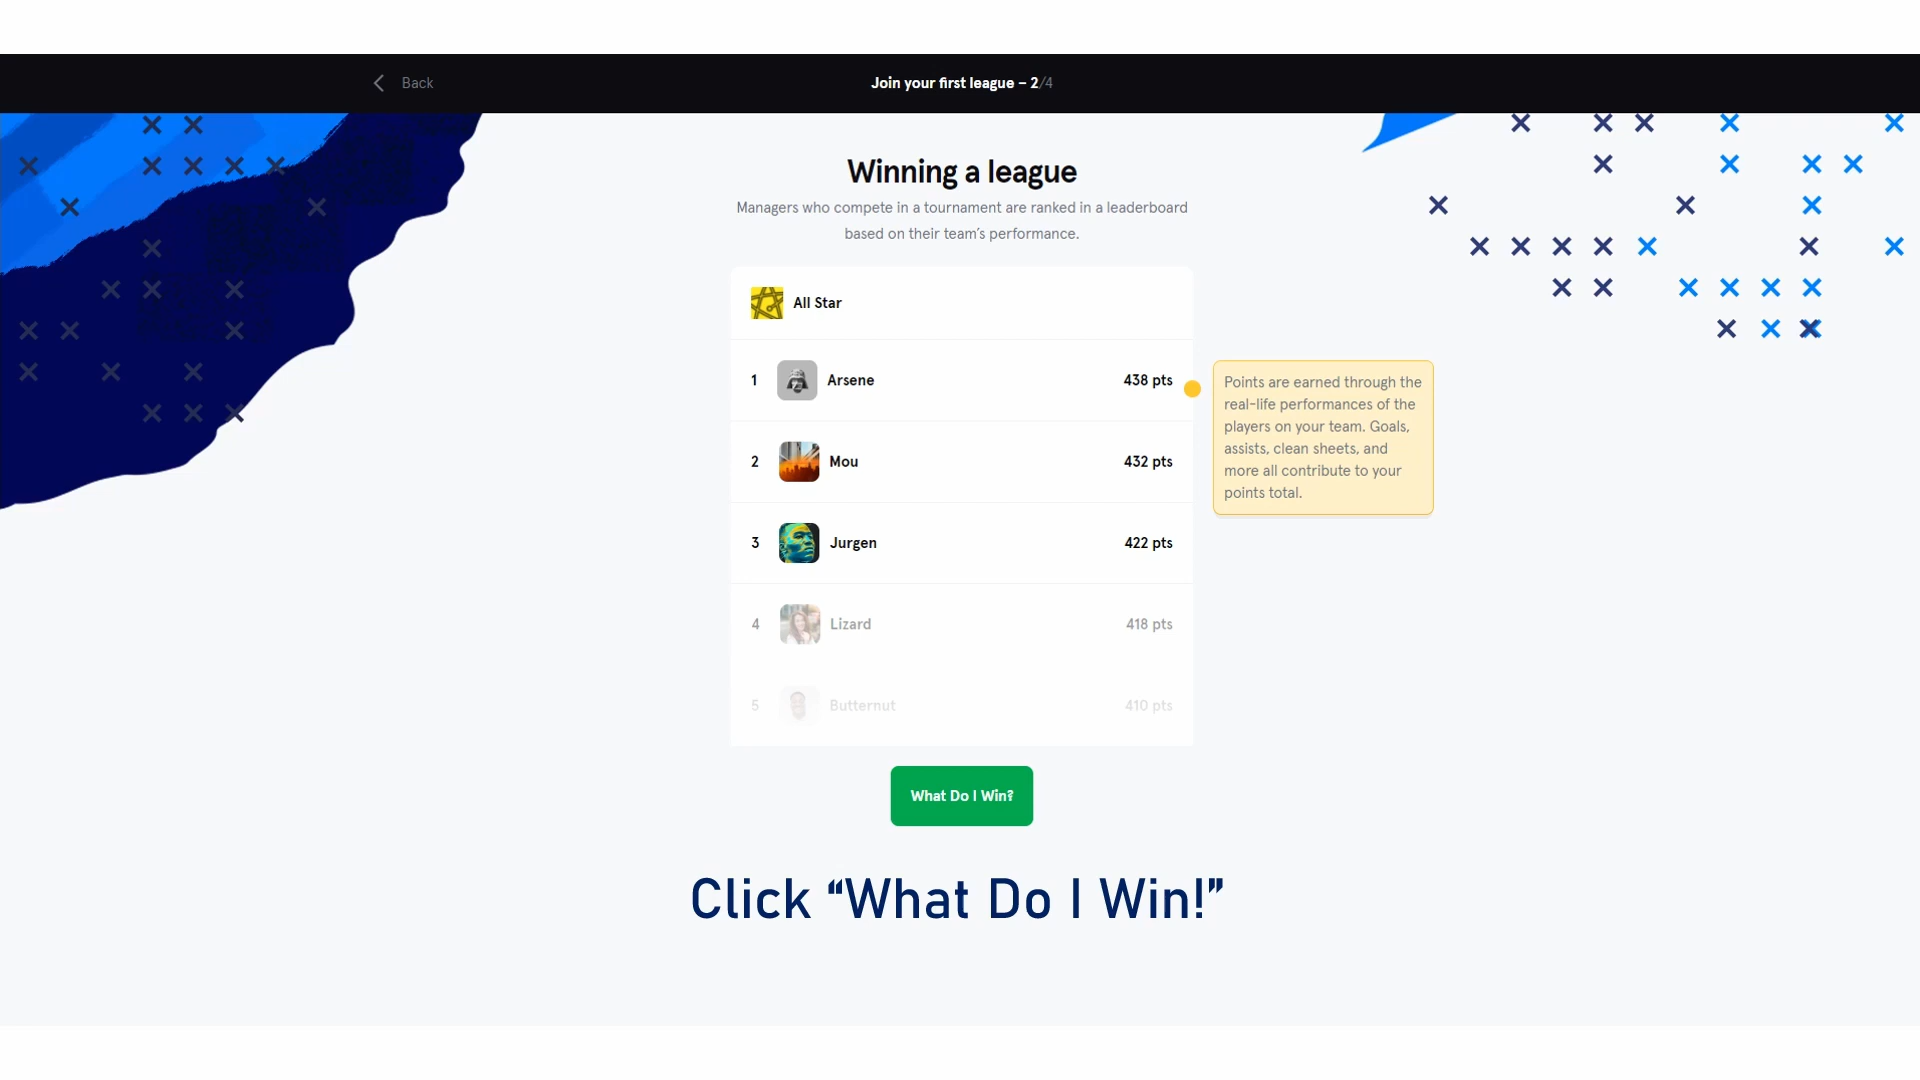 Back
Join your first league – 2/4
Winning a league
Managers who compete in a tournament are ranked in a leaderboard
based on their team's performance.
All Star
1 Arsene 438 pts
Points are earned through the
real-life performances of the
players on your team. Goals,
assists, clean sheets, and
more all contribute to your
points total.
2 Mou 432 pts
3 Jurgen 422 pts
4 Lizard 418 pts
5 Butternut 410 pts
What Do I Win?
Click “What Do I Win!”